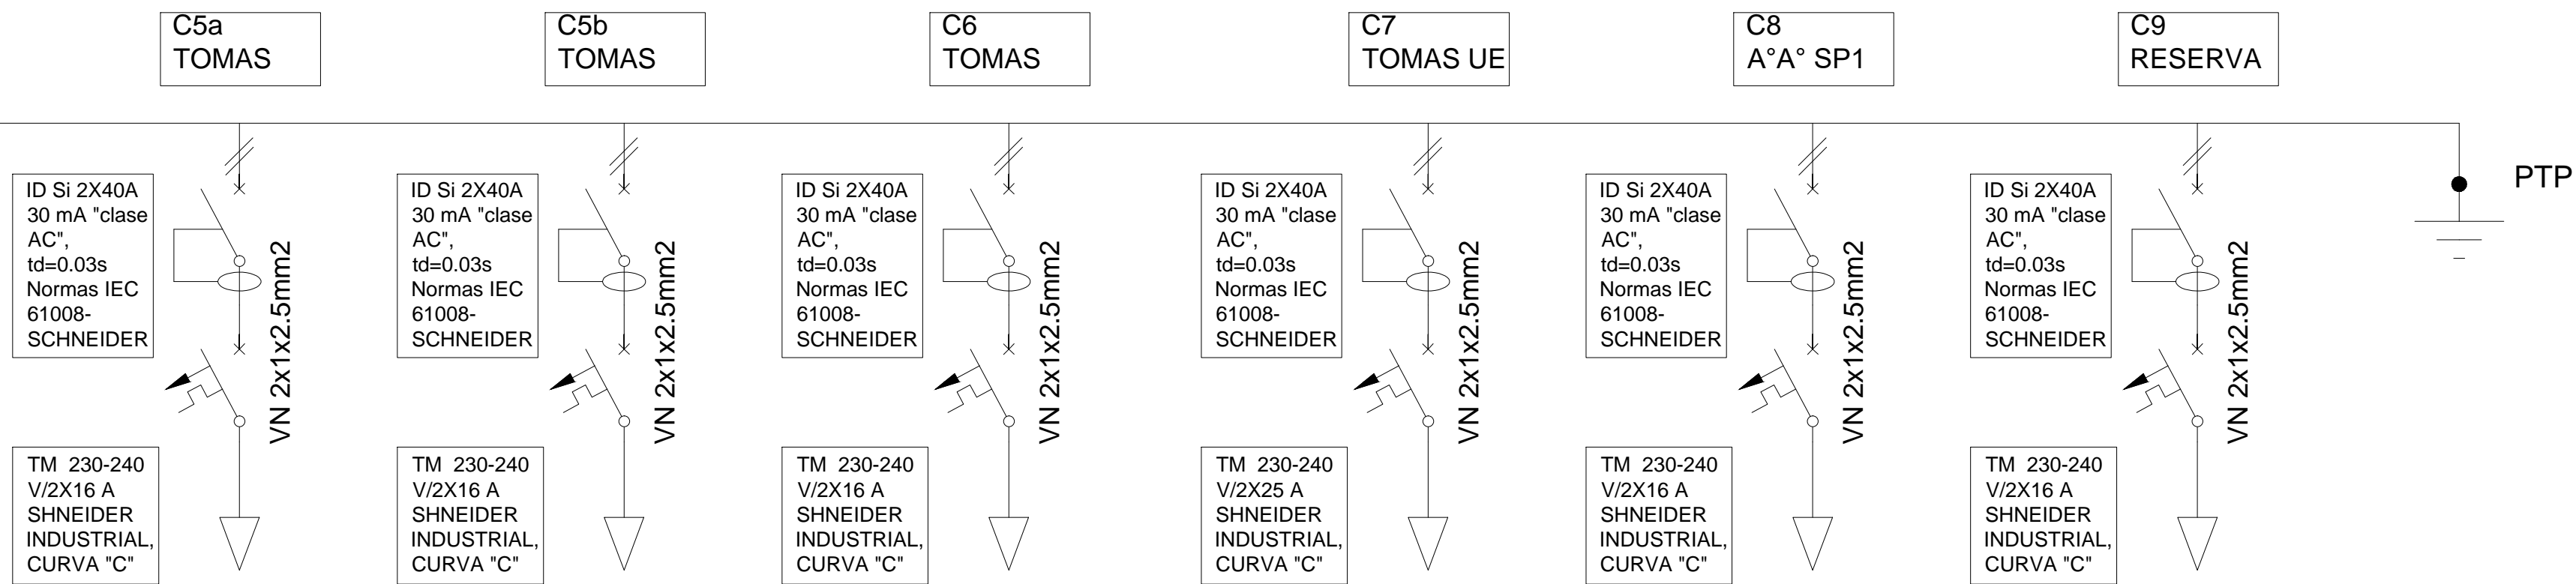 C5a
TOMAS
C5b
TOMAS
C6
TOMAS
C7
TOMAS UE
C8
A°A° SP1
C9
RESERVA
PTP
ID Si 2X40A
30 mA "clase
AC",
td=0.03s
Normas IEC
61008-
SCHNEIDER
VN 2x1x2.5mm2
ID Si 2X40A
30 mA "clase
AC",
td=0.03s
Normas IEC
61008-
SCHNEIDER
VN 2x1x2.5mm2
ID Si 2X40A
30 mA "clase
AC",
td=0.03s
Normas IEC
61008-
SCHNEIDER
VN 2x1x2.5mm2
ID Si 2X40A
30 mA "clase
AC",
td=0.03s
Normas IEC
61008-
SCHNEIDER
VN 2x1x2.5mm2
ID Si 2X40A
30 mA "clase
AC",
td=0.03s
Normas IEC
61008-
SCHNEIDER
VN 2x1x2.5mm2
ID Si 2X40A
30 mA "clase
AC",
td=0.03s
Normas IEC
61008-
SCHNEIDER
VN 2x1x2.5mm2
TM 230-240
V/2X16 A
SHNEIDER
INDUSTRIAL,
CURVA "C"
TM 230-240
V/2X16 A
SHNEIDER
INDUSTRIAL,
CURVA "C"
TM 230-240
V/2X16 A
SHNEIDER
INDUSTRIAL,
CURVA "C"
TM 230-240
V/2X25 A
SHNEIDER
INDUSTRIAL,
CURVA "C"
TM 230-240
V/2X16 A
SHNEIDER
INDUSTRIAL,
CURVA "C"
TM 230-240
V/2X16 A
SHNEIDER
INDUSTRIAL,
CURVA "C"